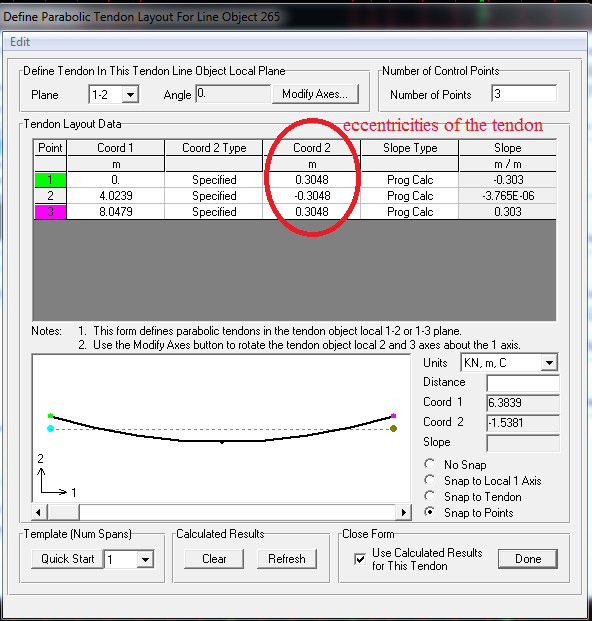 Define Parabolic Tendon Layout For Line Object 265
Edit
Define Tendon In This Tendon Line Object Local Plane
Plane 1-2 Angle 0. Modify Axes...
Number of Control Points
Number of Points 3
Tendon Layout Data
eccentricities of the tendon
Point Coord 1 Coord 2 Type Coord 2 Slope Type Slope
m m m / m
1 0. Specified 0.3048 Prog Calc -0.303
2 4.0239 Specified -0.3048 Prog Calc -3.765E-06
3 8.0479 Specified 0.3048 Prog Calc 0.303
Notes: 1. This form defines parabolic tendons in the tendon object local 1-2 or 1-3 plane.
2. Use the Modify Axes button to rotate the tendon object local 2 and 3 axes about the 1 axis.
2
1
Units KN, m, C
Distance
Coord 1 6.3839
Coord 2 -1.5381
Slope
No Snap
Snap to Local 1 Axis
Snap to Tendon
Snap to Points
Template (Num Spans)
Quick Start 1
Calculated Results
Clear Refresh
Close Form
Use Calculated Results
for This Tendon
Done